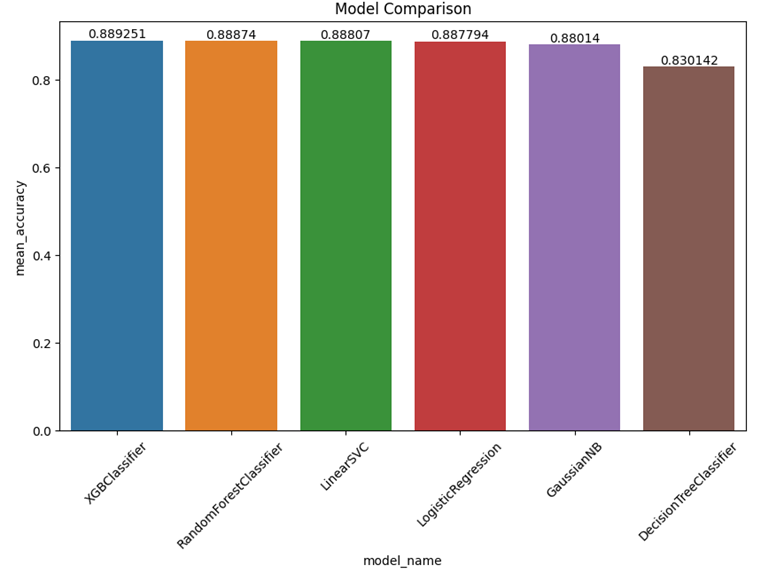 Model Comparison
0.889251 0.88874 0.88807 0.887794 0.88014 0.830142
0.8
0.6
0.4
0.2
0.0
mean_accuracy
XGBClassifier RandomForestClassifier LinearSVC LogisticRegression GaussianNB DecisionTreeClassifier
model_name